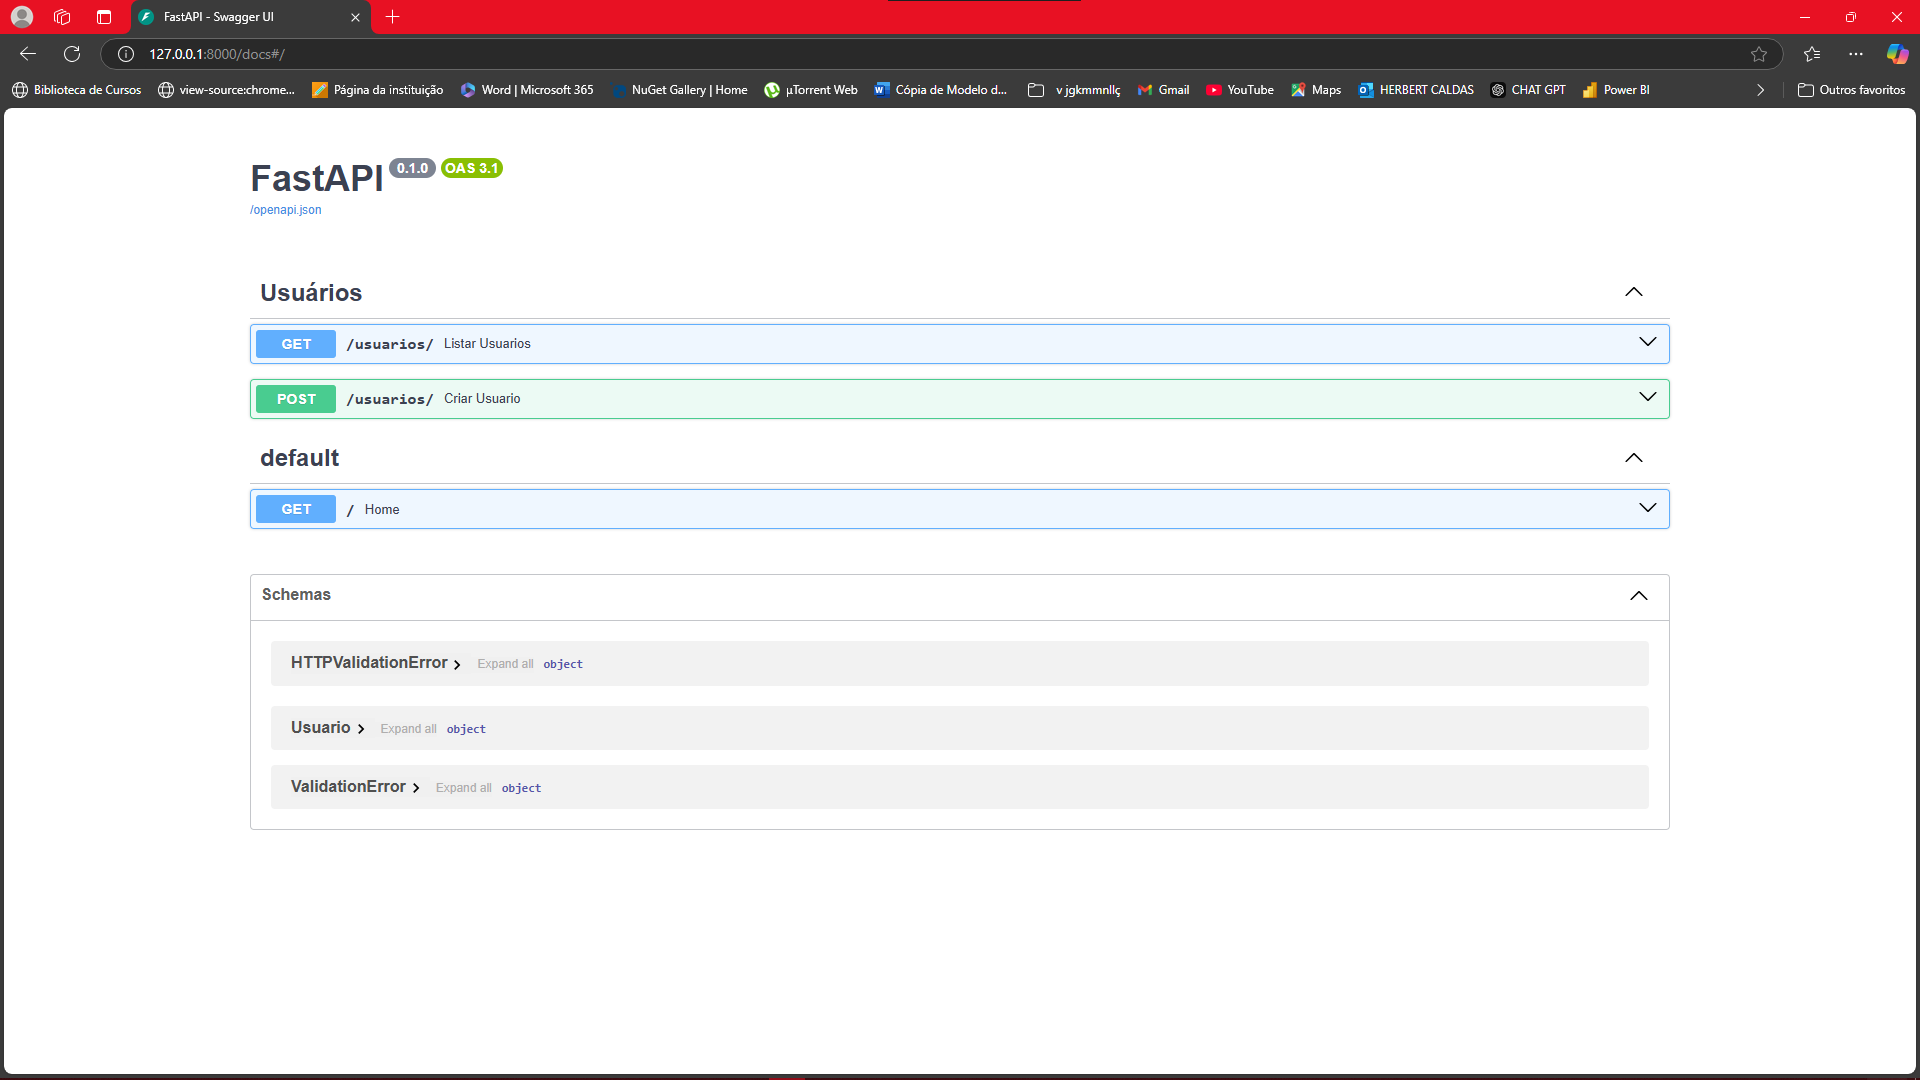 FastAPI - Swagger UI
127.0.0.1:8000/docs#/
Biblioteca de Cursos view-source:chrome... Página da instituição Word | Microsoft 365 NuGet Gallery | Home µTorrent Web Cópia de Modelo d... v jgkmmnllç Gmail YouTube Maps HERBERT CALDAS CHAT GPT Power BI Outros favoritos
FastAPI 0.1.0 OAS 3.1
/openapi.json
Usuários
GET /usuarios/ Listar Usuarios
POST /usuarios/ Criar Usuario
default
GET / Home
Schemas
HTTPValidationError Expand all object
Usuario Expand all object
ValidationError Expand all object